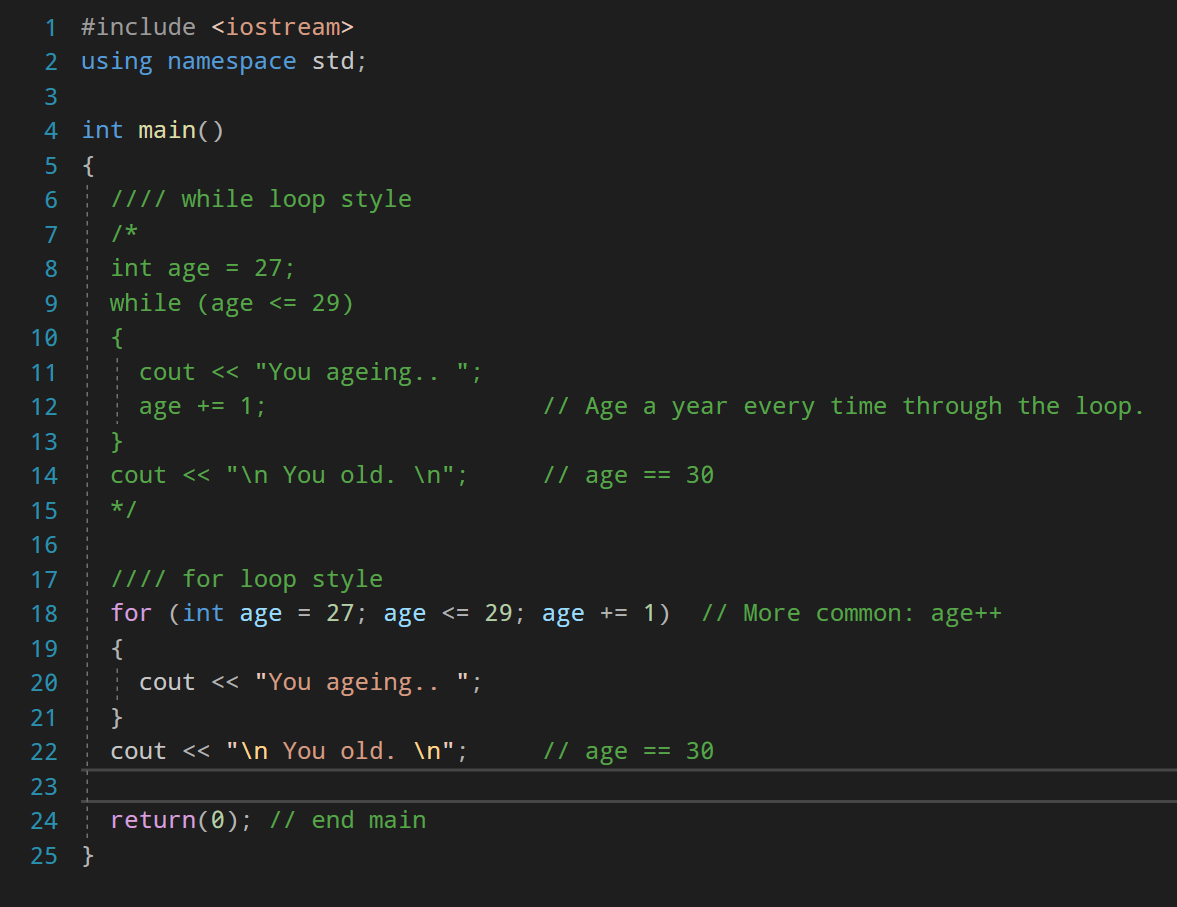 1 #include <iostream>
2 using namespace std;
3
4 int main()
5 {
6 //// while loop style
7 /*
8 int age = 27;
9 while (age <= 29)
10 {
11 cout << "You ageing.. ";
12 age += 1; // Age a year every time through the loop.
13 }
14 cout << "\n You old. \n"; // age == 30
15 */
16
17 //// for loop style
18 for (int age = 27; age <= 29; age += 1) // More common: age++
19 {
20 cout << "You ageing.. ";
21 }
22 cout << "\n You old. \n"; // age == 30
23
24 return(0); // end main
25 }